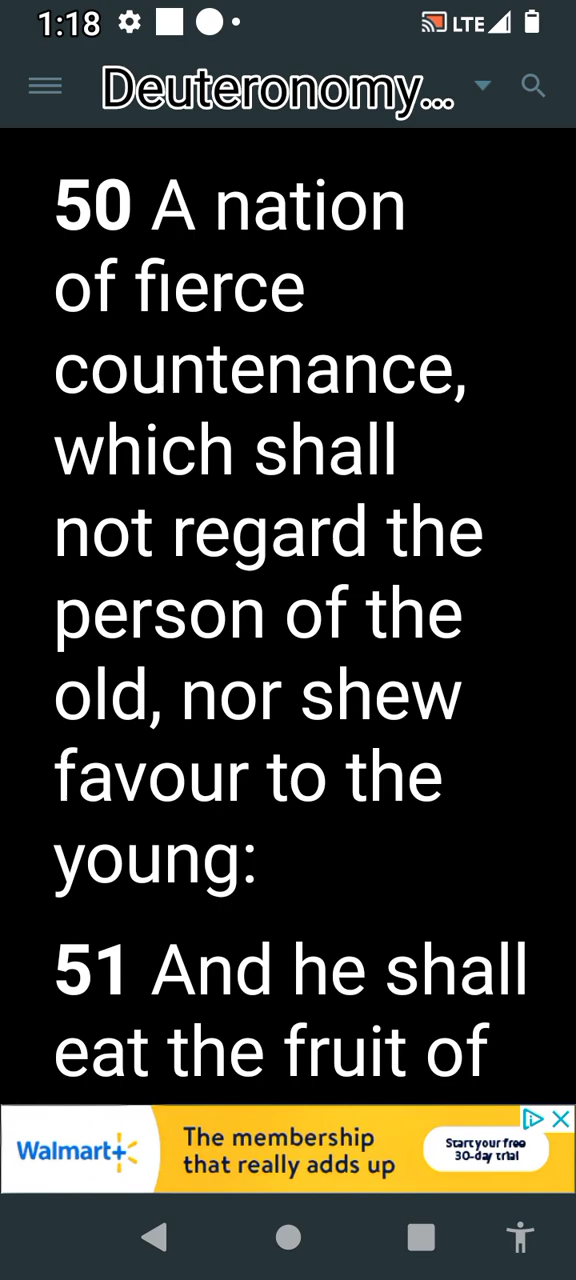 1:18 LTE
Deuteronomy...
50 A nation
of fierce
countenance,
which shall
not regard the
person of the
old, nor shew
favour to the
young:
51 And he shall
eat the fruit of
Walmart+
The membership
that really adds up
Start your free
30-day trial